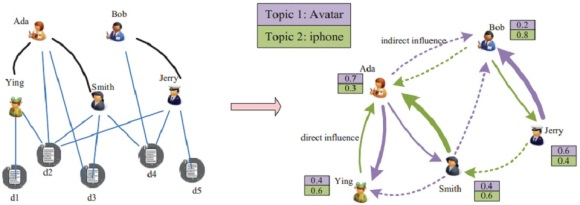 Ada
Bob
Ying
Smith
Jerry
d1
d2
d3
d4
d5
Topic 1: Avatar
Topic 2: iphone
indirect influence
Bob
0.2
0.8
Ada
0.7
0.3
direct influence
Jerry
0.6
0.4
Ying
0.4
0.6
Smith
0.4
0.6